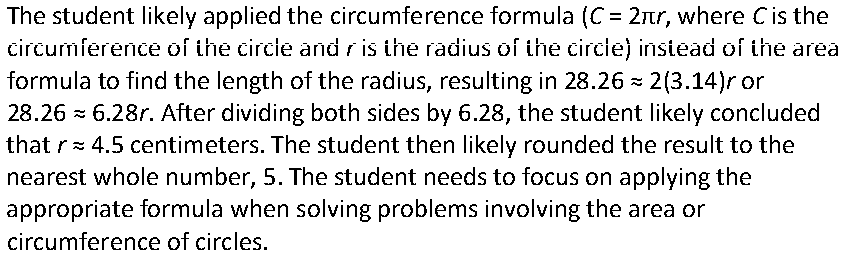 The student likely applied the circumference formula (C = 2πr, where C is the
circumference of the circle and r is the radius of the circle) instead of the area
formula to find the length of the radius, resulting in 28.26 ≈ 2(3.14)r or
28.26 ≈ 6.28r. After dividing both sides by 6.28, the student likely concluded
that r ≈ 4.5 centimeters. The student then likely rounded the result to the
nearest whole number, 5. The student needs to focus on applying the
appropriate formula when solving problems involving the area or
circumference of circles.